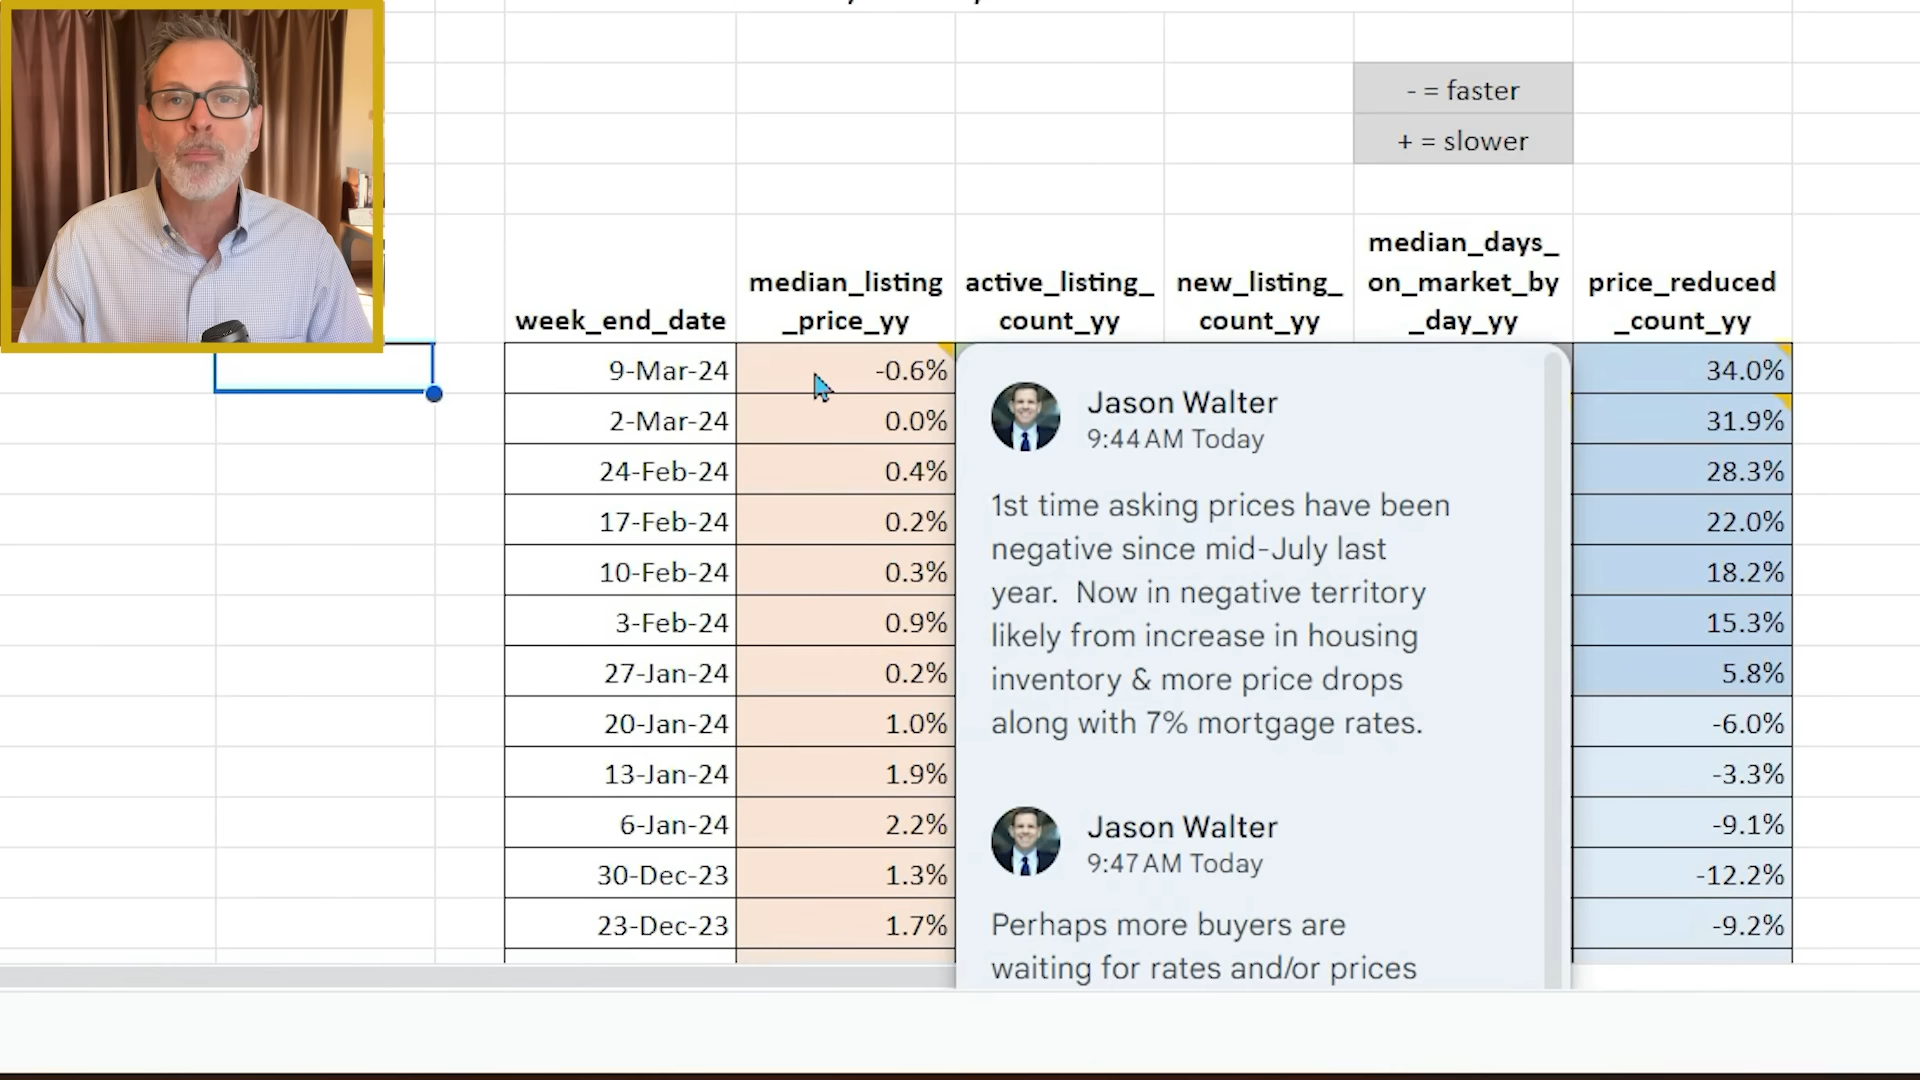 - = faster
+ = slower
week_end_date
median_listing
_price_yy
active_listing_
count_yy
new_listing_
count_yy
median_days_
on_market_by
_day_yy
price_reduced
_count_yy
9-Mar-24 -0.6% 34.0%
2-Mar-24 0.0% 31.9%
24-Feb-24 0.4% 28.3%
17-Feb-24 0.2% 22.0%
10-Feb-24 0.3% 18.2%
3-Feb-24 0.9% 15.3%
27-Jan-24 0.2% 5.8%
20-Jan-24 1.0% -6.0%
13-Jan-24 1.9% -3.3%
6-Jan-24 2.2% -9.1%
30-Dec-23 1.3% -12.2%
23-Dec-23 1.7% -9.2%
Jason Walter
9:44 AM Today
1st time asking prices have been
negative since mid-July last
year. Now in negative territory
likely from increase in housing
inventory & more price drops
along with 7% mortgage rates.
Jason Walter
9:47 AM Today
Perhaps more buyers are
waiting for rates and/or prices